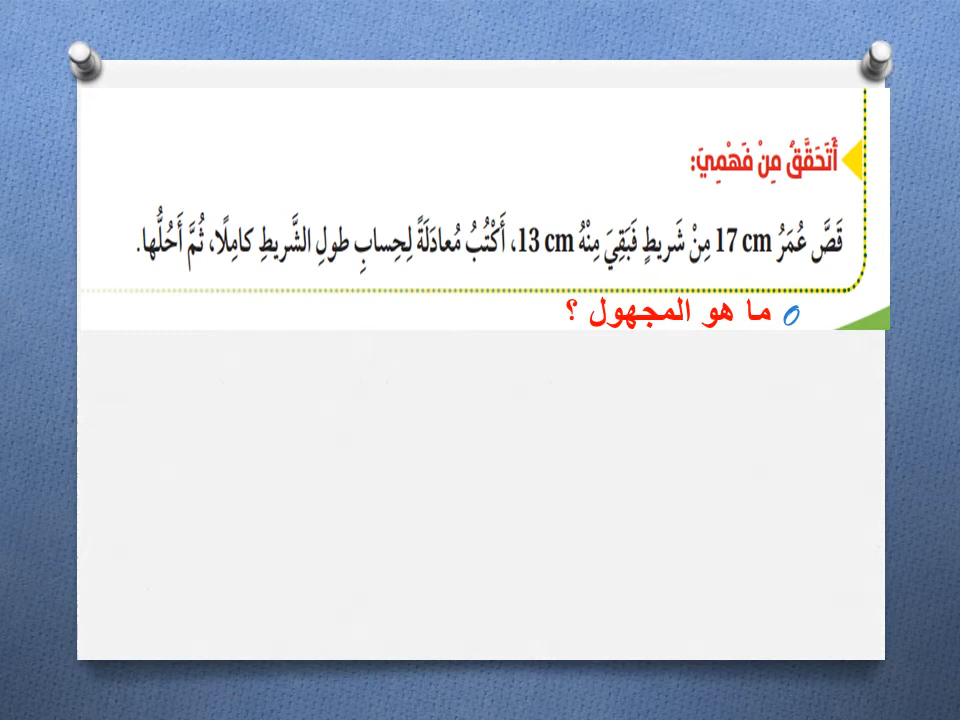 أَتَحَقَّقُ مِنْ فَهْمِيَ:
قَصَّ عُمَرُ 17 cm مِنْ شَريطٍ فَبَقِيَ مِنْهُ 13 cm، أَكْتُبُ مُعادَلَةً لِحِسابِ طولِ الشَّريطِ كامِلًا، ثُمَّ أَحُلُّها.
ما هو المجهول ؟